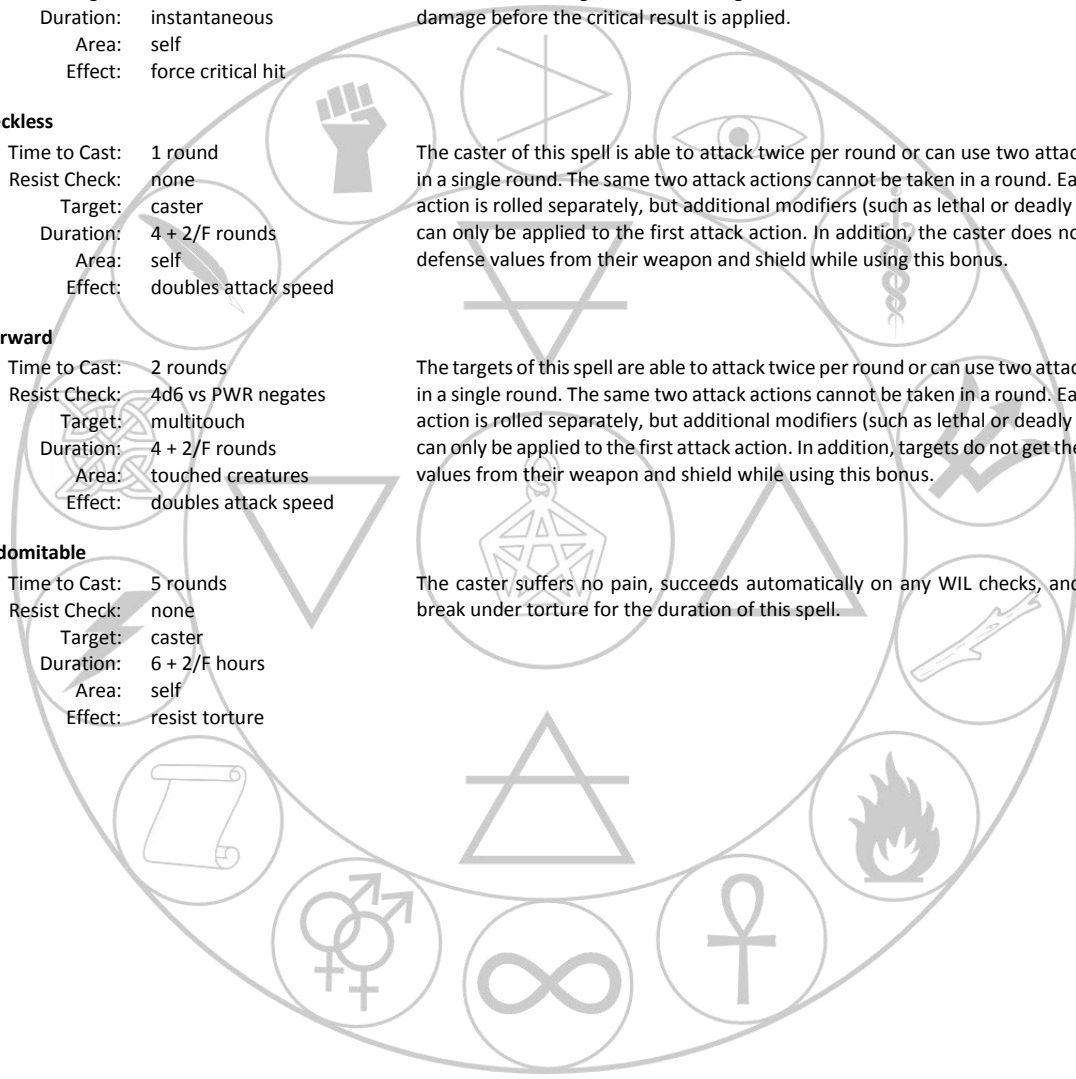 Duration: instantaneous
Area: self
Effect: force critical hit
damage before the critical result is applied.
eckless
Time to Cast: 1 round
Resist Check: none
Target: caster
Duration: 4 + 2/F rounds
Area: self
Effect: doubles attack speed
The caster of this spell is able to attack twice per round or can use two attac
in a single round. The same two attack actions cannot be taken in a round. Ea
action is rolled separately, but additional modifiers (such as lethal or deadly
can only be applied to the first attack action. In addition, the caster does no
defense values from their weapon and shield while using this bonus.
rward
Time to Cast: 2 rounds
Resist Check: 4d6 vs PWR negates
Target: multitouch
Duration: 4 + 2/F rounds
Area: touched creatures
Effect: doubles attack speed
The targets of this spell are able to attack twice per round or can use two attac
in a single round. The same two attack actions cannot be taken in a round. Ea
action is rolled separately, but additional modifiers (such as lethal or deadly
can only be applied to the first attack action. In addition, targets do not get the
values from their weapon and shield while using this bonus.
domitable
Time to Cast: 5 rounds
Resist Check: none
Target: caster
Duration: 6 + 2/F hours
Area: self
Effect: resist torture
The caster suffers no pain, succeeds automatically on any WIL checks, and
break under torture for the duration of this spell.